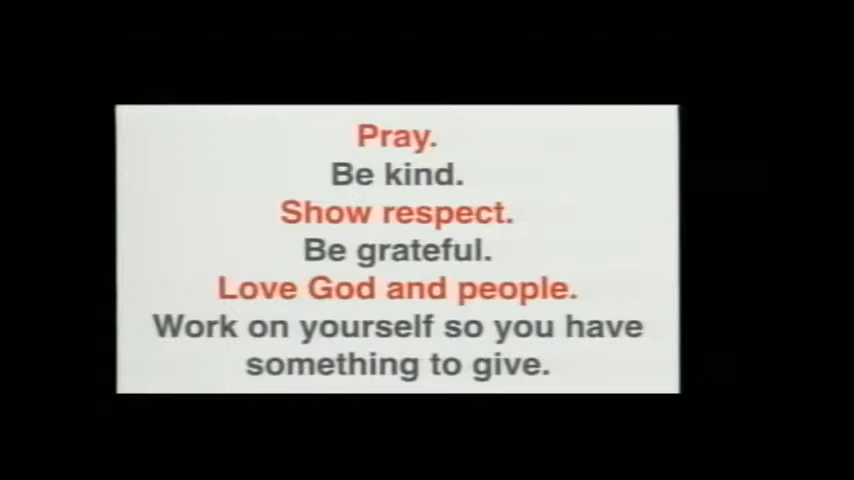 Pray.
Be kind.
Show respect.
Be grateful.
Love God and people.
Work on yourself so you have
something to give.